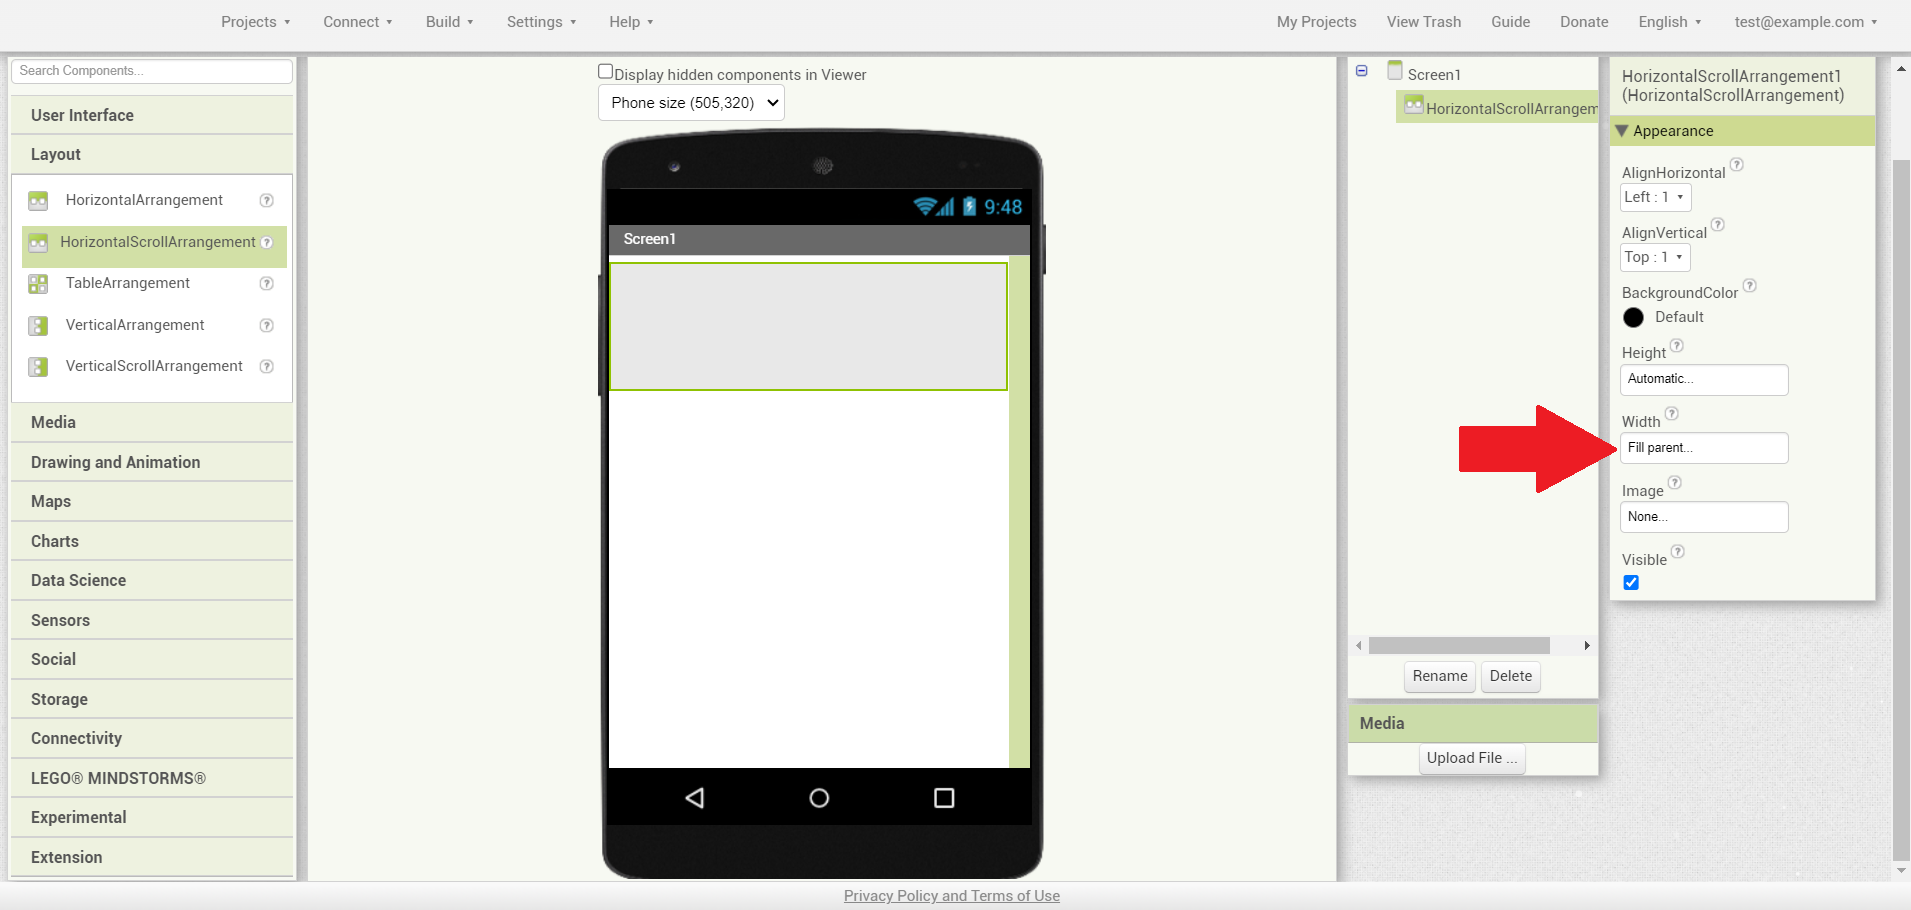 Projects
Connect
Build
Settings
Help
My Projects
View Trash
Guide
Donate
English
test@example.com
Search Components...
User Interface
Layout
HorizontalArrangement
HorizontalScrollArrangement
TableArrangement
VerticalArrangement
VerticalScrollArrangement
Media
Drawing and Animation
Maps
Charts
Data Science
Sensors
Social
Storage
Connectivity
LEGO® MINDSTORMS®
Experimental
Extension
Display hidden components in Viewer
Phone size (505,320)
9:48
Screen1
Screen1
HorizontalScrollArrangem
Rename
Delete
Media
Upload File ...
HorizontalScrollArrangement1
(HorizontalScrollArrangement)
Appearance
AlignHorizontal ?
Left : 1
AlignVertical ?
Top : 1
BackgroundColor ?
Default
Height ?
Automatic...
Width ?
Fill parent...
Image ?
None...
Visible ?
Privacy Policy and Terms of Use